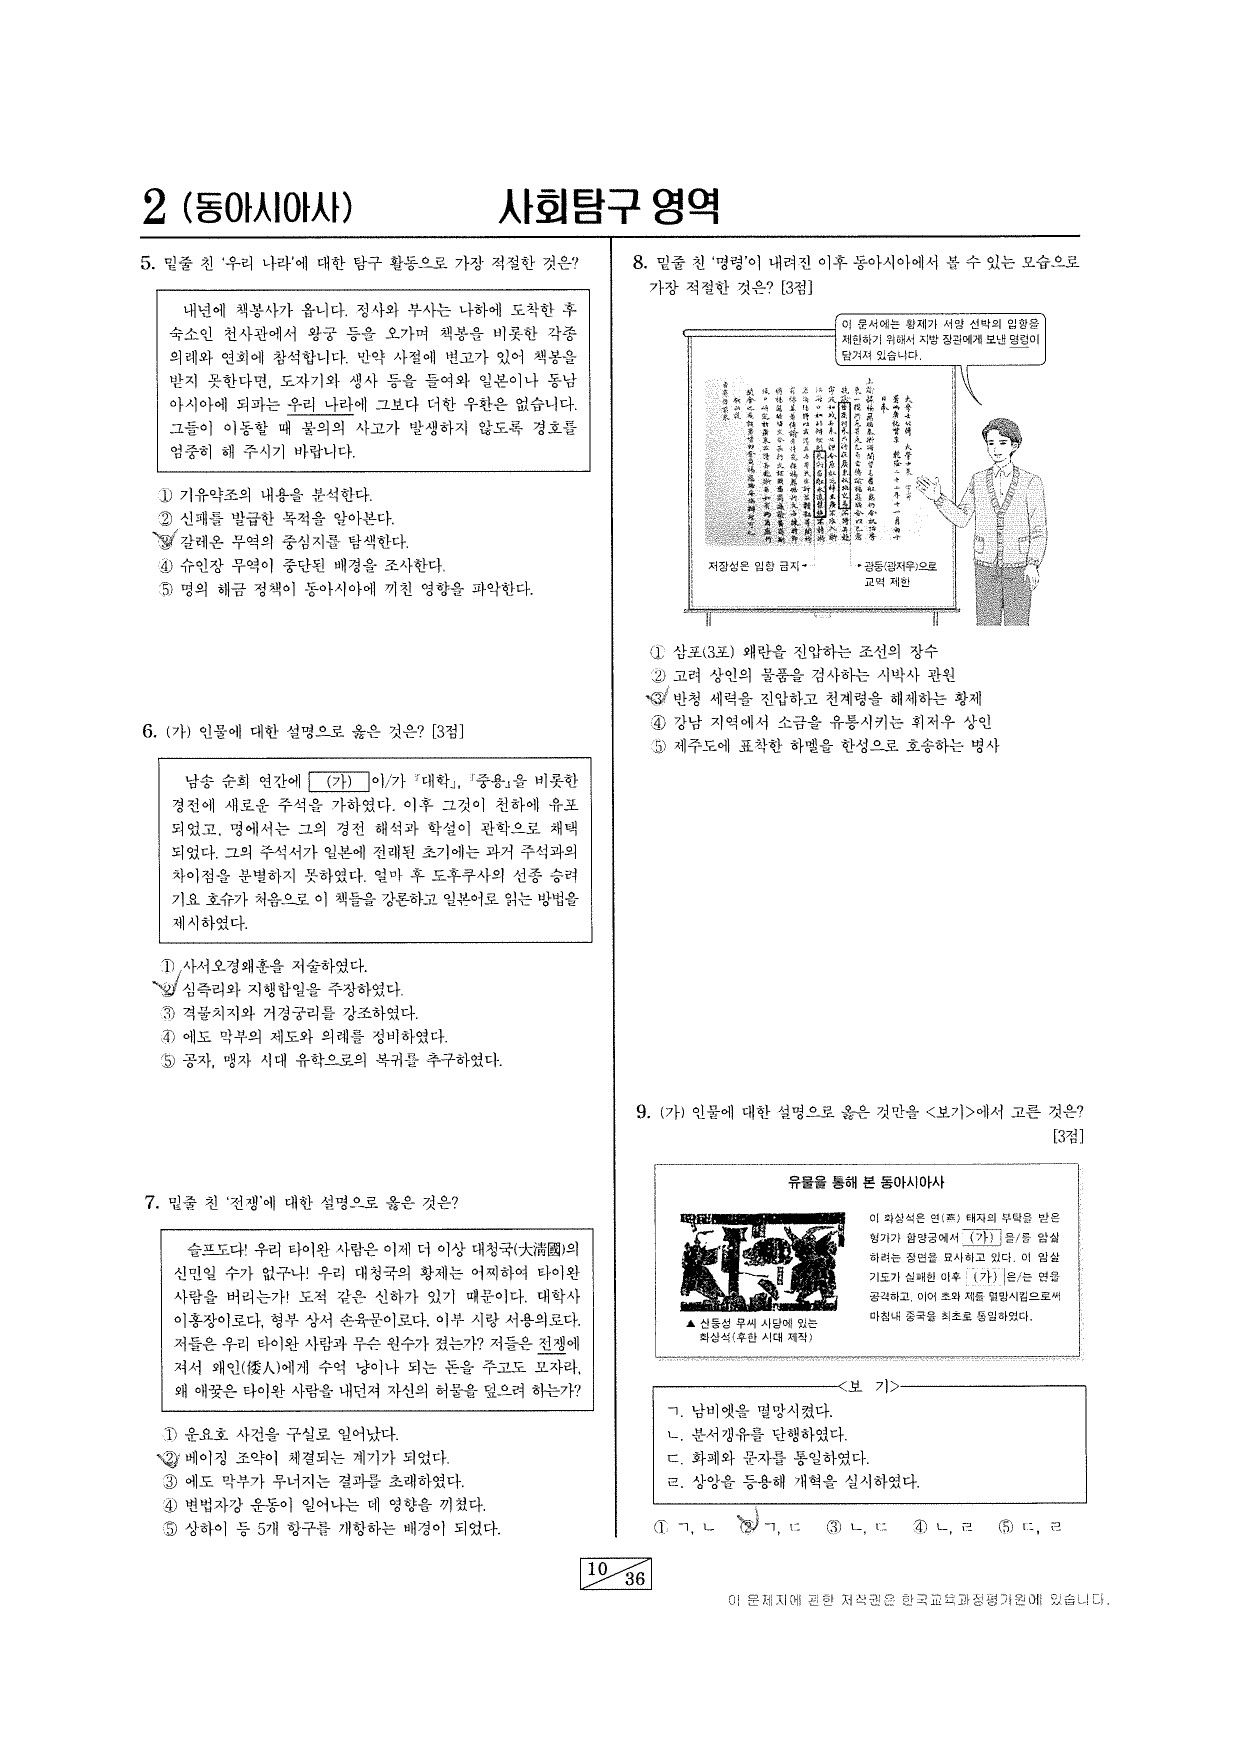 2 (동아시아사)
사회탐구 영역
5. 밑줄 친 '우리 나라'에 대한 탐구 활동으로 가장 적절한 것은?
내년에 책봉사가 옵니다. 정사와 부사는 나하에 도착한 후
숙소인 천사관에서 왕궁 등을 오가며 책봉을 비롯한 각종
의례와 연회에 참석합니다. 만약 사절에 변고가 있어 책봉을
받지 못한다면, 도자기와 생사 등을 들여와 일본이나 동남
아시아에 되파는 우리 나라에 그보다 더한 우환은 없습니다.
그들이 이동할 때 불의의 사고가 발생하지 않도록 경호를
엄중히 해 주시기 바랍니다.
① 기유약조의 내용을 분석한다.
② 신패를 발급한 목적을 알아본다.
③ 갈레온 무역의 중심지를 탐색한다.
④ 슈인장 무역이 중단된 배경을 조사한다.
⑤ 명의 해금 정책이 동아시아에 끼친 영향을 파악한다.
6. (가) 인물에 대한 설명으로 옳은 것은? [3점]
남송 순희 연간에 (가) 이/가 『대학』, 『중용』을 비롯한
경전에 새로운 주석을 가하였다. 이후 그것이 천하에 유포
되었고, 명에서는 그의 경전 해석과 학설이 관학으로 채택
되었다. 그의 주석서가 일본에 전래된 초기에는 과거 주석과의
차이점을 분별하지 못하였다. 얼마 후 도후쿠사의 선종 승려
기요 호슈가 처음으로 이 책들을 강론하고 일본어로 읽는 방법을
제시하였다.
① 사서오경왜훈을 저술하였다.
② 심즉리와 지행합일을 주장하였다.
③ 격물치지와 거경궁리를 강조하였다.
④ 에도 막부의 제도와 의례를 정비하였다.
⑤ 공자, 맹자 시대 유학으로의 복귀를 추구하였다.
7. 밑줄 친 '전쟁'에 대한 설명으로 옳은 것은?
슬프도다! 우리 타이완 사람은 이제 더 이상 대청국(大淸國)의
신민일 수가 없구나! 우리 대청국의 황제는 어찌하여 타이완
사람을 버리는가! 도적 같은 신하가 있기 때문이다. 대학사
이홍장이로다, 형부 상서 손육문이로다, 이부 시랑 서용의로다.
저들은 우리 타이완 사람과 무슨 원수가 졌는가? 저들은 전쟁에
져서 왜인(倭人)에게 수억 냥이나 되는 돈을 주고도 모자라,
왜 애꿎은 타이완 사람을 내던져 자신의 허물을 덮으려 하는가?
① 운요호 사건을 구실로 일어났다.
② 베이징 조약이 체결되는 계기가 되었다.
③ 에도 막부가 무너지는 결과를 초래하였다.
④ 변법자강 운동이 일어나는 데 영향을 끼쳤다.
⑤ 상하이 등 5개 항구를 개항하는 배경이 되었다.
8. 밑줄 친 '명령'이 내려진 이후 동아시아에서 볼 수 있는 모습으로
가장 적절한 것은? [3점]
이 문서에는 황제가 서양 선박의 입항을
제한하기 위해서 지방 장관에게 보낸 명령이
담겨져 있습니다.
저장성은 입항 금지
광둥(광저우)으로
교역 제한
① 삼포(3포) 왜란을 진압하는 조선의 장수
② 고려 상인의 물품을 검사하는 시박사 관원
③ 반청 세력을 진압하고 천계령을 해제하는 황제
④ 강남 지역에서 소금을 유통시키는 휘저우 상인
⑤ 제주도에 표착한 하멜을 한성으로 호송하는 병사
9. (가) 인물에 대한 설명으로 옳은 것만을 <보기>에서 고른 것은?
[3점]
유물을 통해 본 동아시아사
이 화상석은 연(燕) 태자의 부탁을 받은
형가가 함양궁에서 (가) 을/를 암살
하려는 장면을 묘사하고 있다. 이 암살
기도가 실패한 이후 (가) 은/는 연을
공격하고, 이어 초와 제를 멸망시킴으로써
마침내 중국을 최초로 통일하였다.
▲ 산둥성 무씨 사당에 있는
화상석(후한 시대 제작)
<보 기>
ㄱ. 남비엣을 멸망시켰다.
ㄴ. 분서갱유를 단행하였다.
ㄷ. 화폐와 문자를 통일하였다.
ㄹ. 상앙을 등용해 개혁을 실시하였다.
① ㄱ, ㄴ ② ㄱ, ㄷ ③ ㄴ, ㄷ ④ ㄴ, ㄹ ⑤ ㄷ, ㄹ
10 36
이 문제지에 관한 저작권은 한국교육과정평가원에 있습니다.